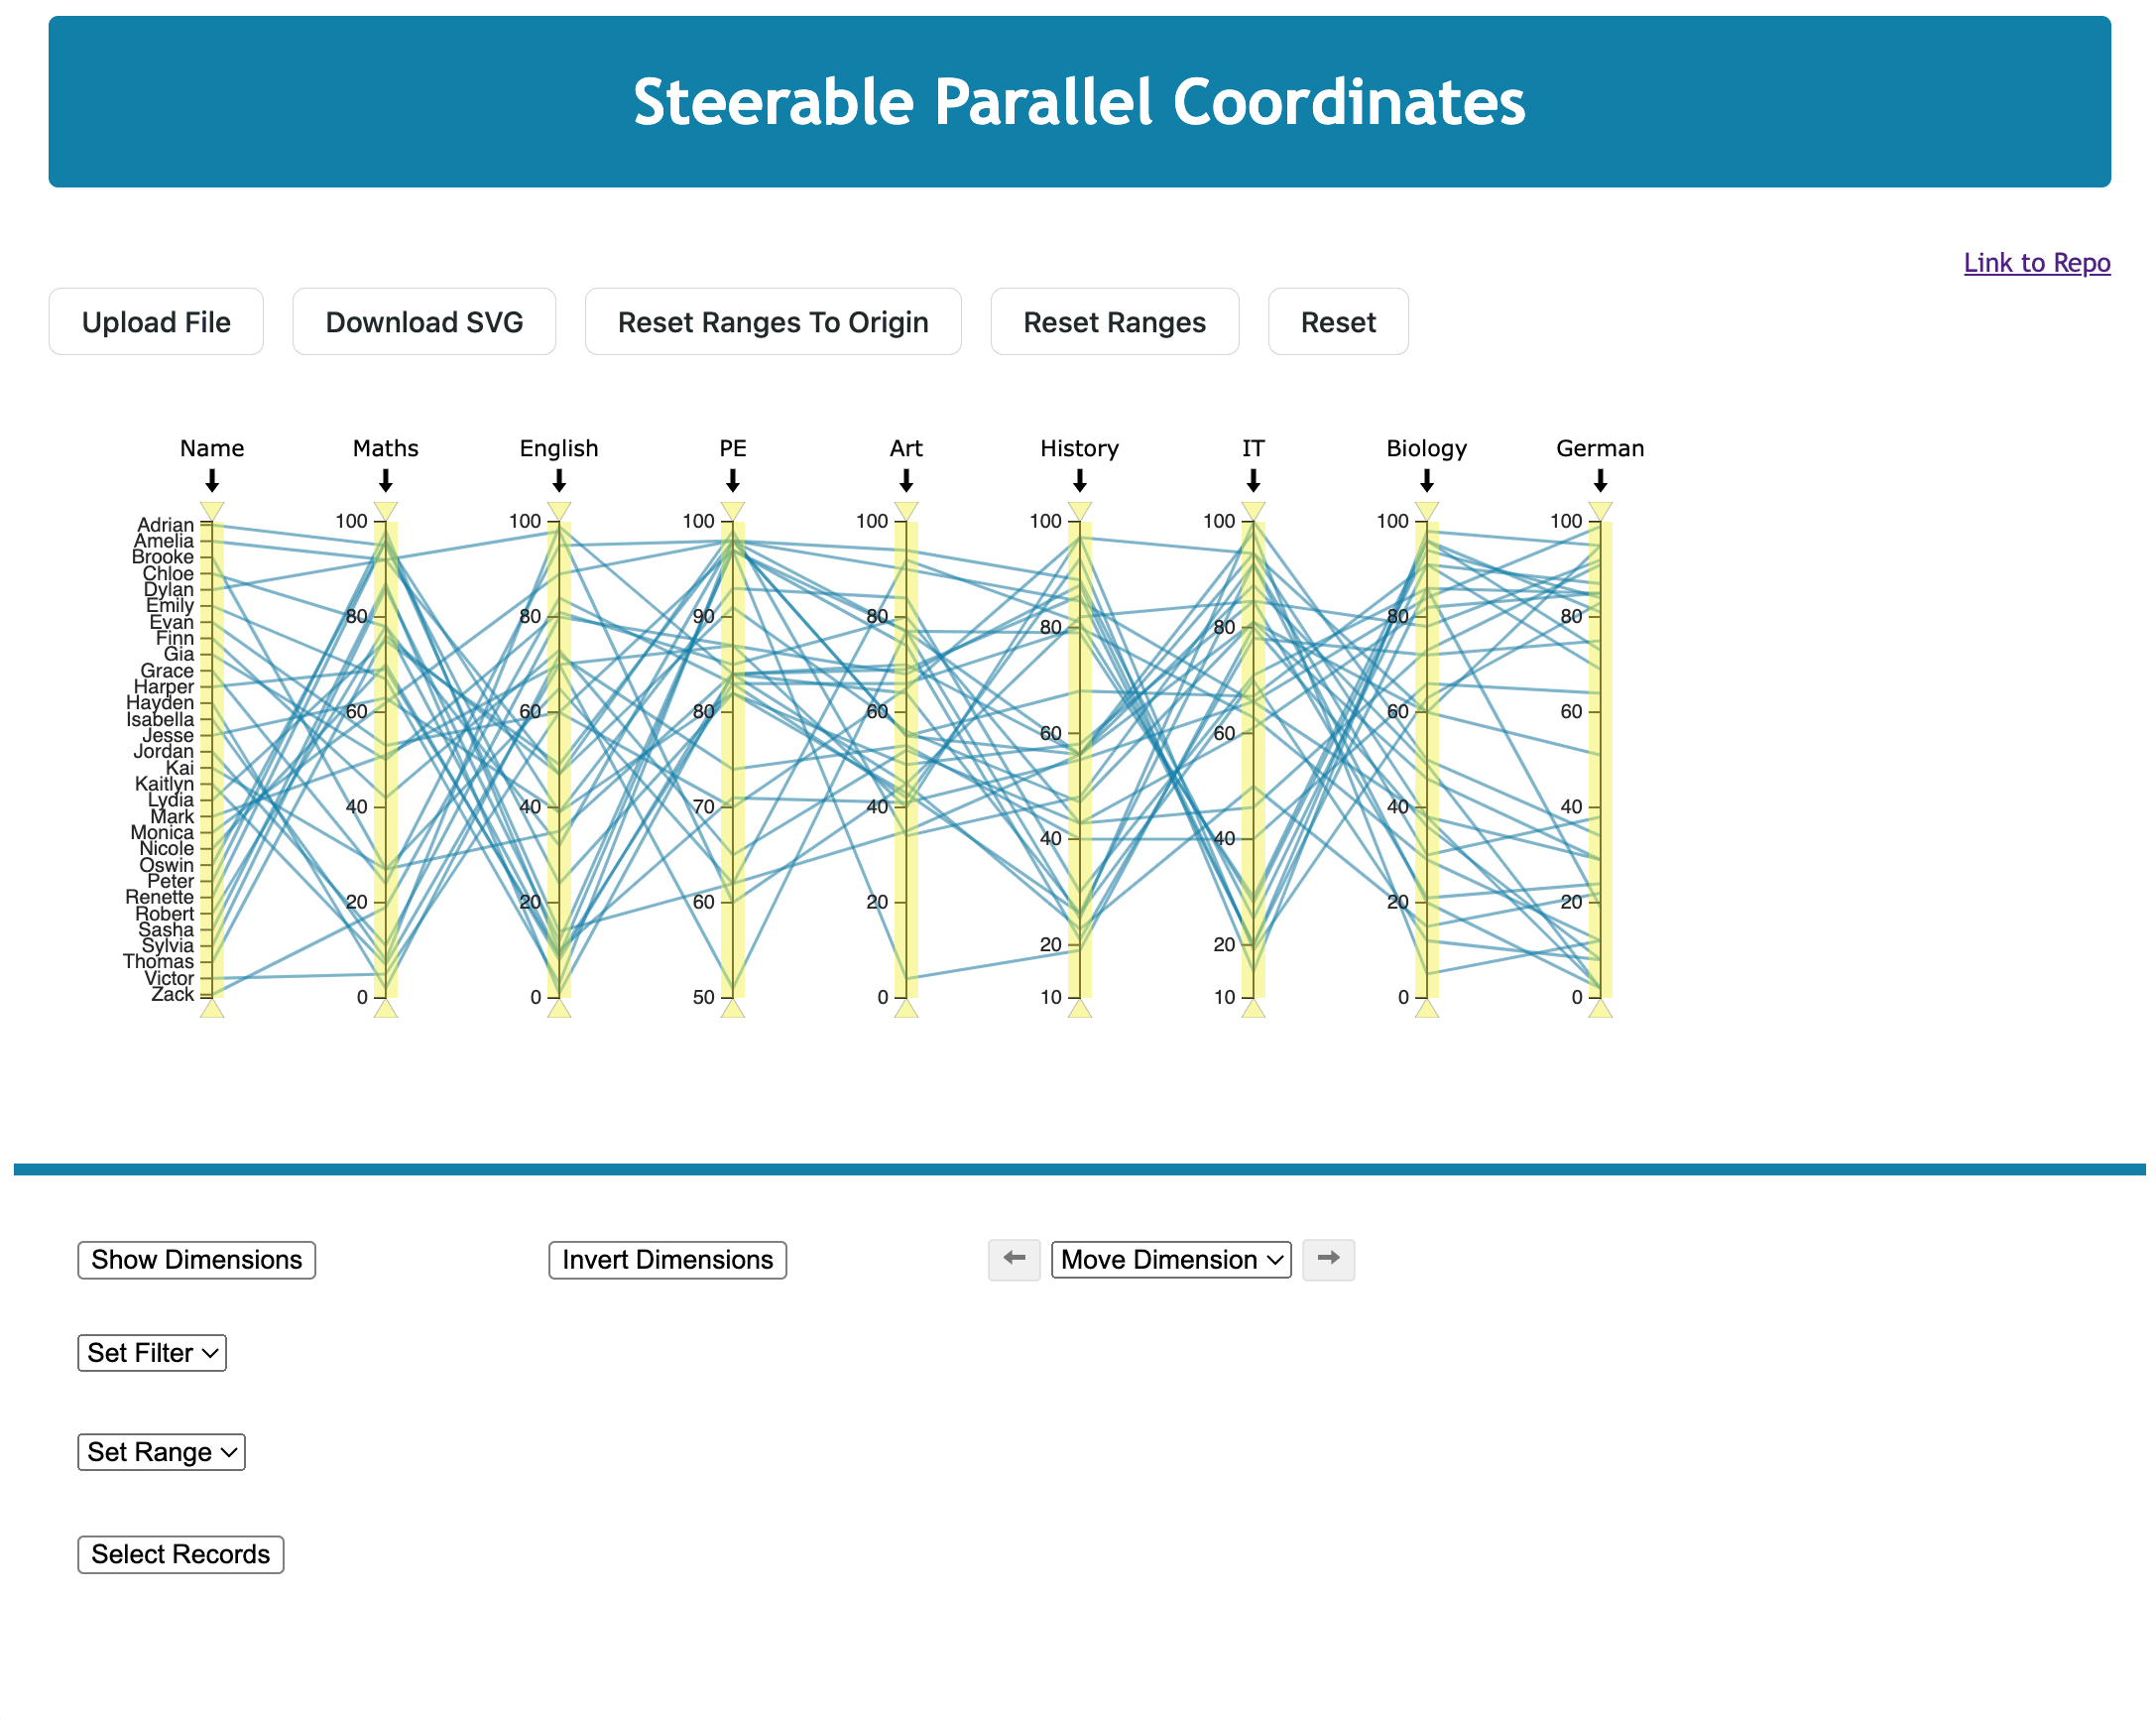 Steerable Parallel Coordinates
Link to Repo
Upload File Download SVG Reset Ranges To Origin Reset Ranges Reset
Name Maths English PE Art History IT Biology German
Adrian
Amelia
Brooke
Chloe
Dylan
Emily
Evan
Finn
Gia
Grace
Harper
Hayden
Isabella
Jesse
Jordan
Kai
Kaitlyn
Lydia
Mark
Monica
Nicole
Oswin
Peter
Renette
Robert
Sasha
Sylvia
Thomas
Victor
Zack
100
80
60
40
20
0
100
80
60
40
20
0
100
90
80
70
60
50
100
80
60
40
20
0
100
80
60
40
20
10
100
80
60
40
20
10
100
80
60
40
20
0
100
80
60
40
20
0
Show Dimensions Invert Dimensions Move Dimension
Set Filter
Set Range
Select Records